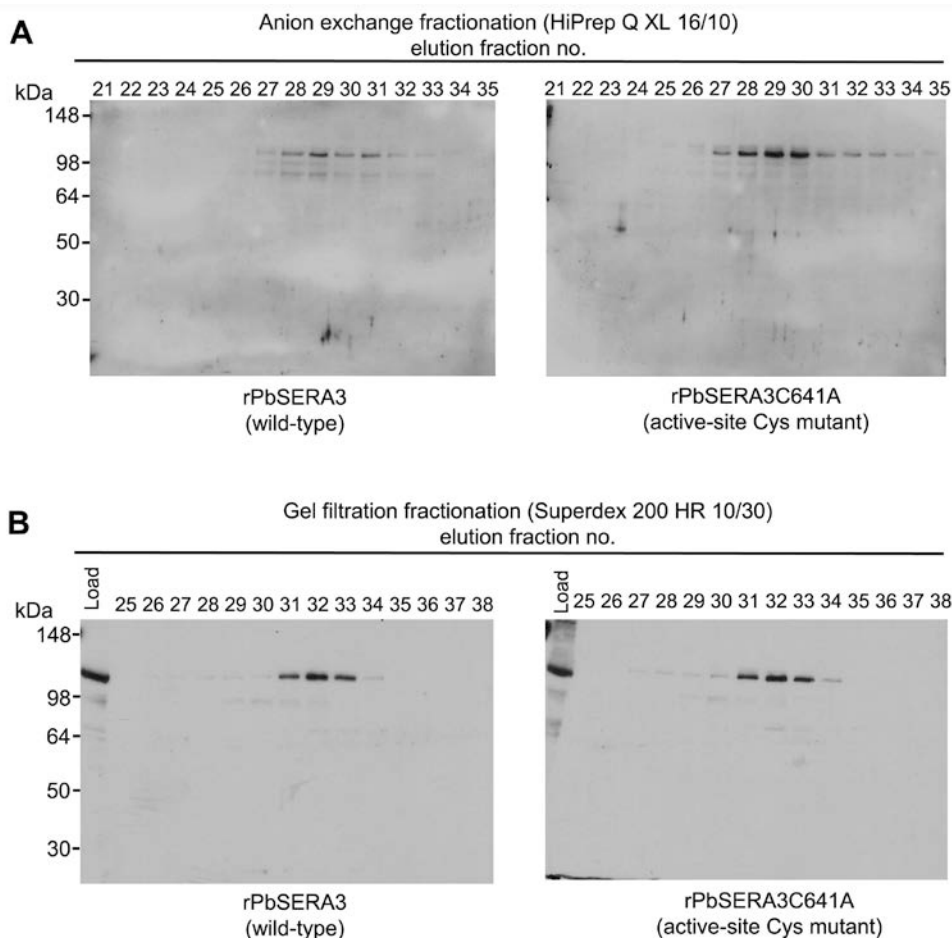 A
Anion exchange fractionation (HiPrep Q XL 16/10)
elution fraction no.
kDa
21 22 23 24 25 26 27 28 29 30 31 32 33 34 35
21 22 23 24 25 26 27 28 29 30 31 32 33 34 35
148
98
64
50
30
rPbSERA3
(wild-type)
rPbSERA3C641A
(active-site Cys mutant)
B
Gel filtration fractionation (Superdex 200 HR 10/30)
elution fraction no.
kDa
Load 25 26 27 28 29 30 31 32 33 34 35 36 37 38
Load 25 26 27 28 29 30 31 32 33 34 35 36 37 38
148
98
64
50
30
rPbSERA3
(wild-type)
rPbSERA3C641A
(active-site Cys mutant)